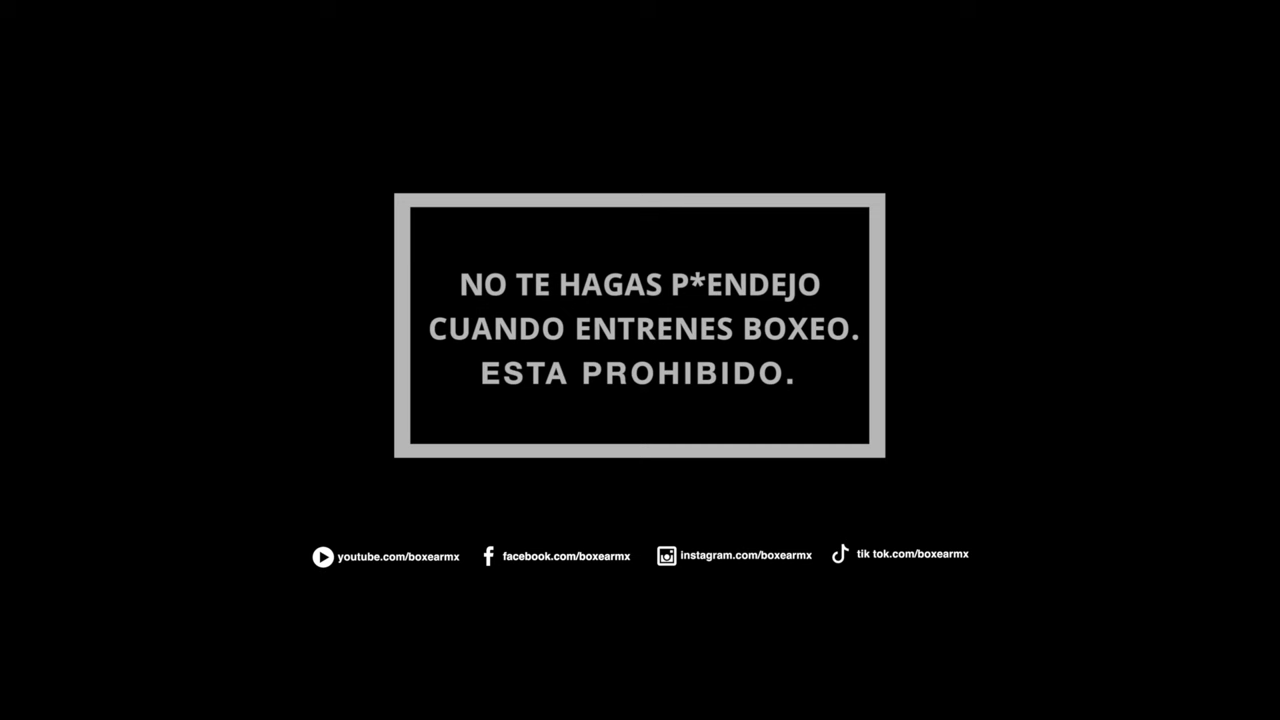 NO TE HAGAS P*ENDEJO
CUANDO ENTRENES BOXEO.
ESTA PROHIBIDO.
youtube.com/boxearmx facebook.com/boxearmx instagram.com/boxearmx tik tok.com/boxearmx